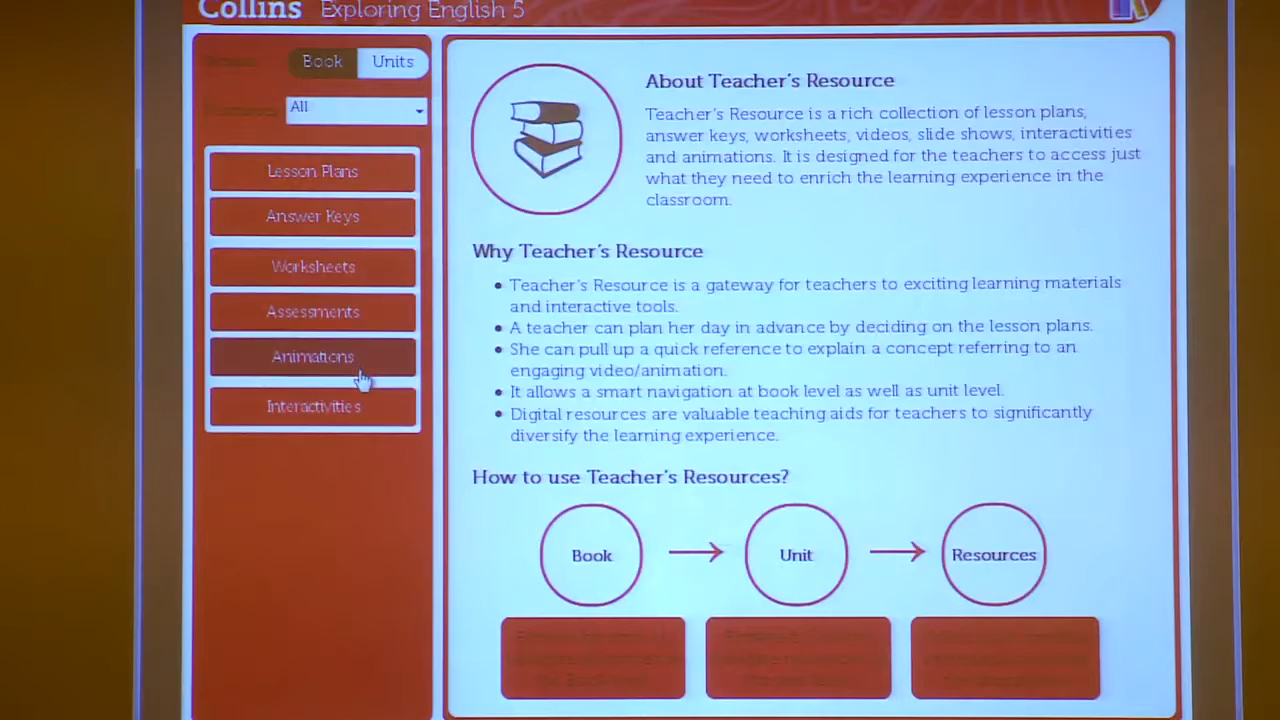 Collins Exploring English 5
Book
Units
All
Lesson Plans
Answer Keys
Worksheets
Assessments
Animations
Interactivities
About Teacher's Resource
Teacher's Resource is a rich collection of lesson plans,
answer keys, worksheets, videos, slide shows, interactivities
and animations. It is designed for the teachers to access just
what they need to enrich the learning experience in the
classroom.
Why Teacher's Resource
• Teacher's Resource is a gateway for teachers to exciting learning materials
and interactive tools.
• A teacher can plan her day in advance by deciding on the lesson plans.
• She can pull up a quick reference to explain a concept referring to an
engaging video/animation.
• It allows a smart navigation at book level as well as unit level.
• Digital resources are valuable teaching aids for teachers to significantly
diversify the learning experience.
How to use Teacher's Resources?
Book
Unit
Resources